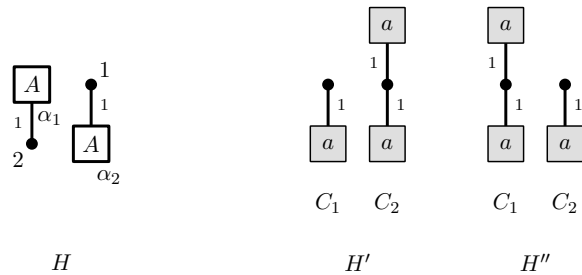 a a
A 1
1 α₁ 1 1 1
A 1 1 1 1
2 a a a a
α₂
C₁ C₂ C₁ C₂
H H′ H″